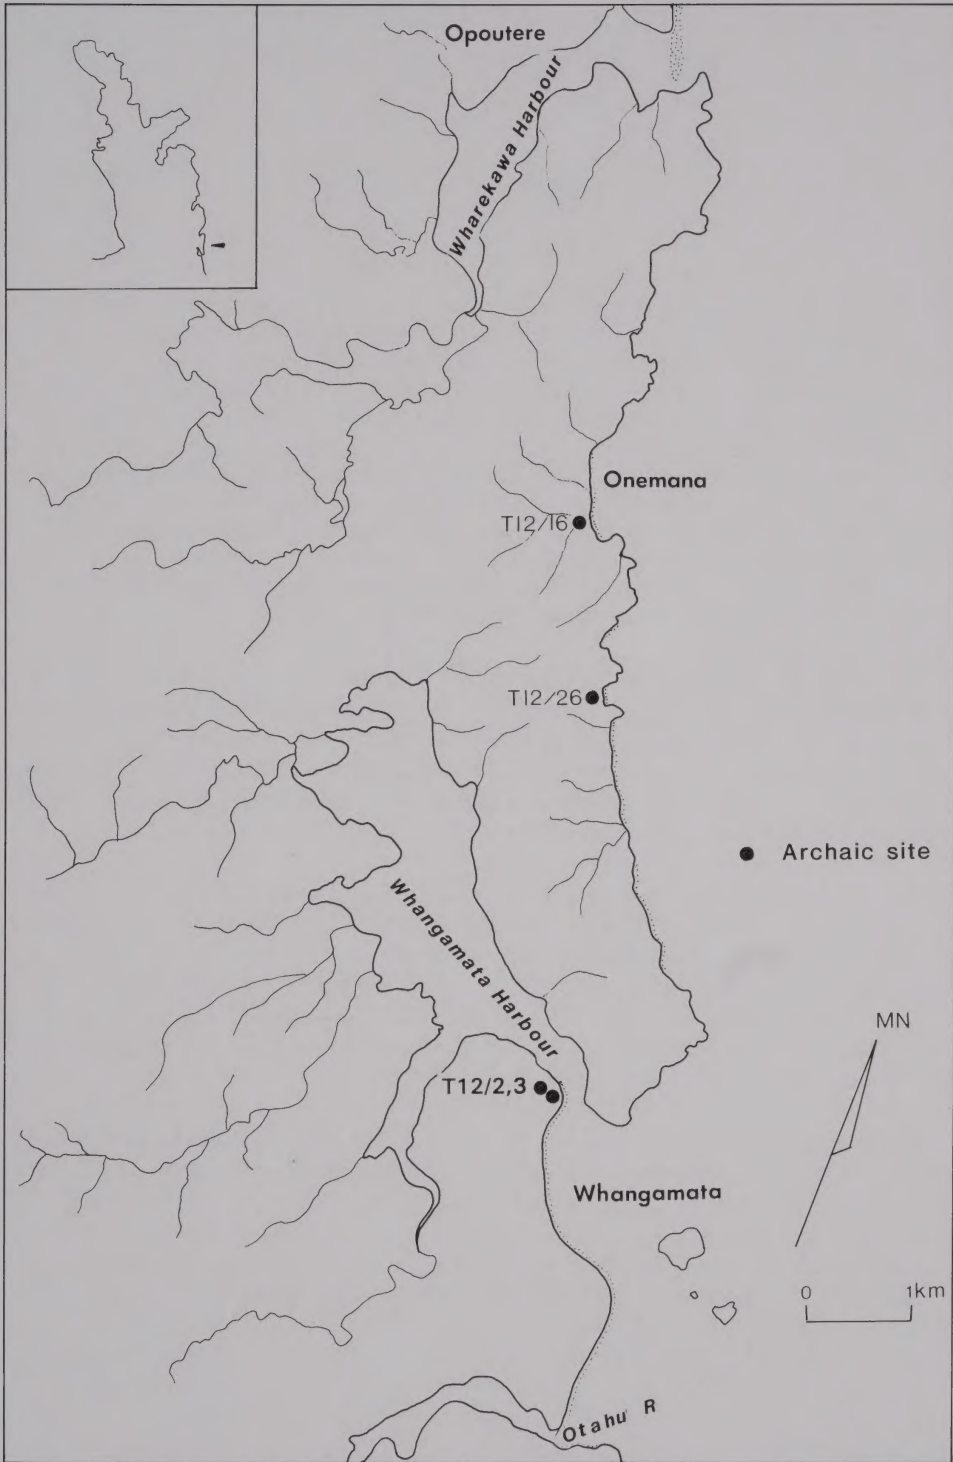 Opoutere
Wharekawa Harbour
Onemana
T12/16
T12/26
Archaic site
Whangamata Harbour
MN
T12/2,3
Whangamata
0 1km
Otahu R